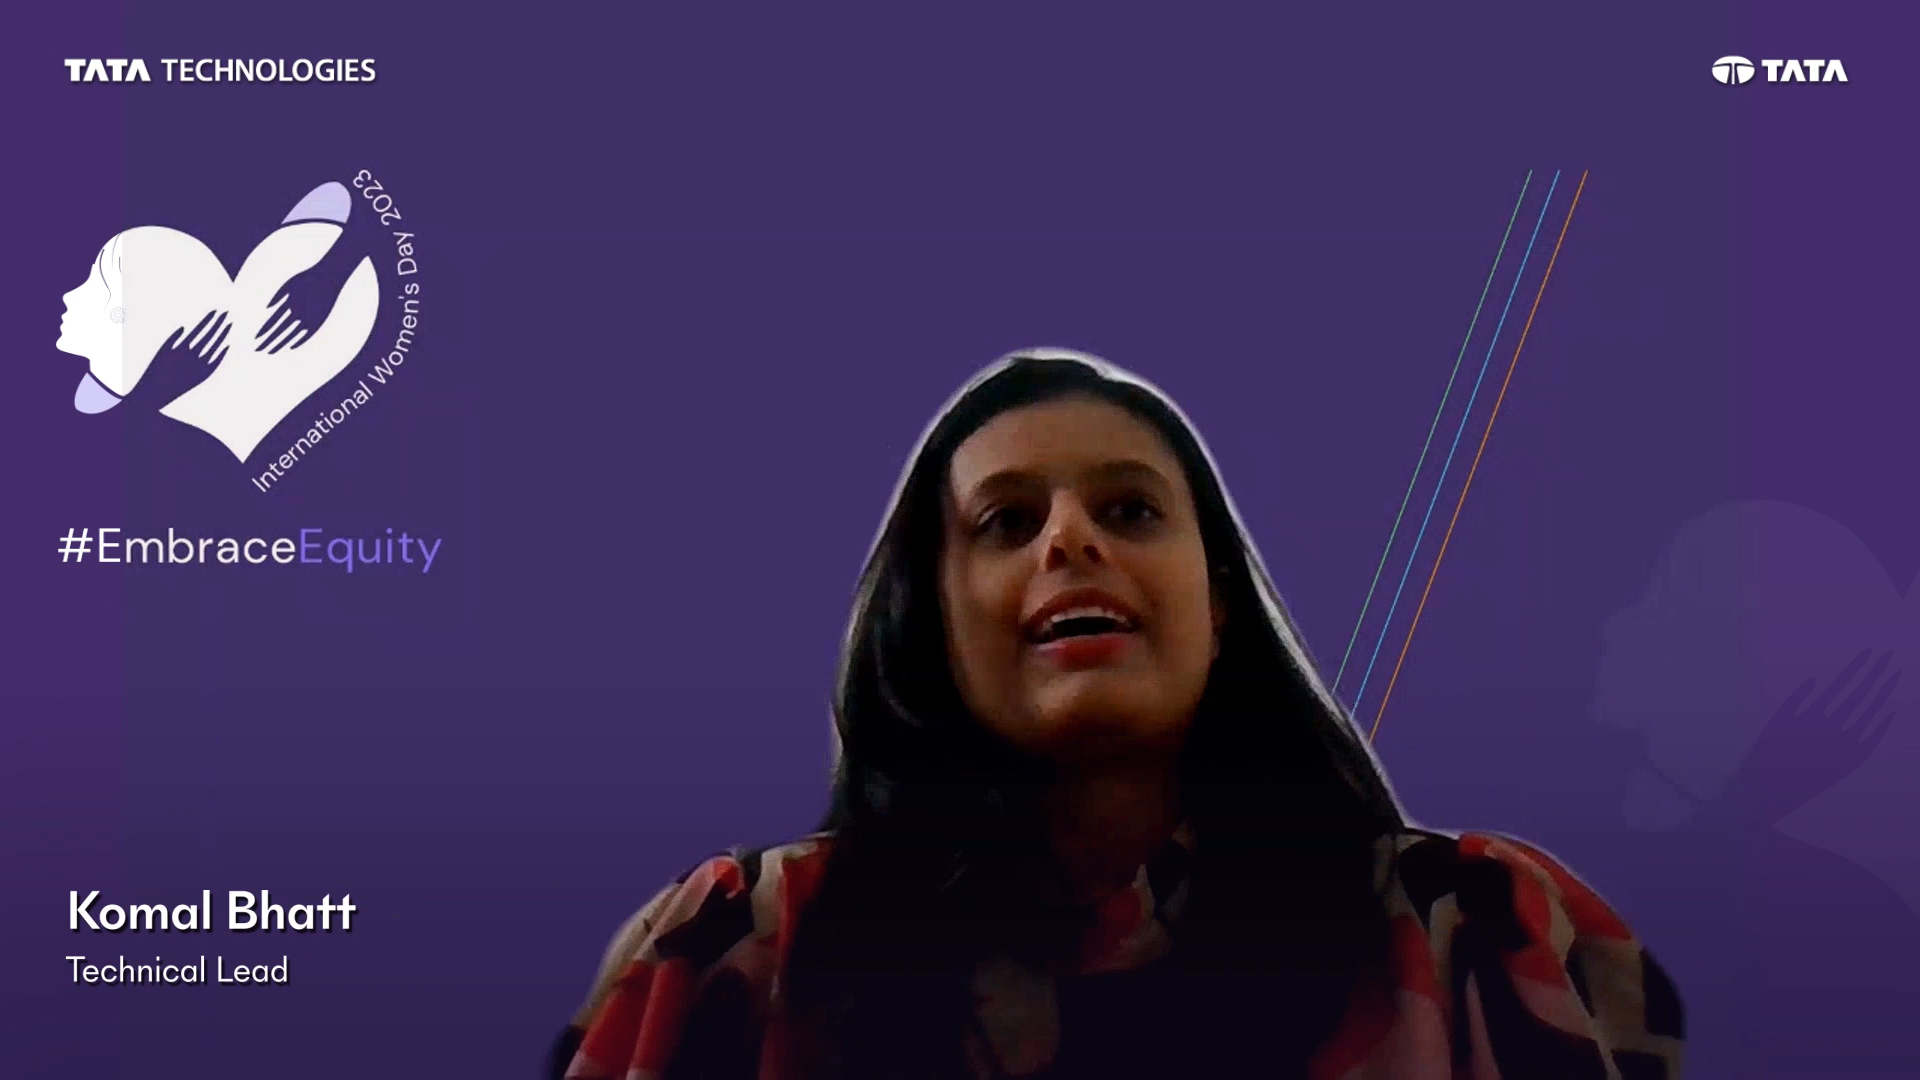 TATA TECHNOLOGIES
TATA
International Women's Day 2023
#EmbraceEquity
Komal Bhatt
Technical Lead